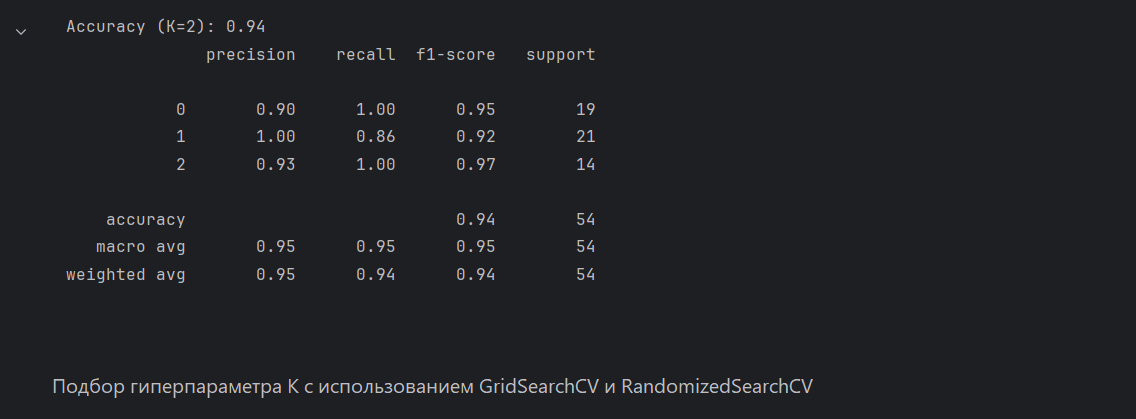 Accuracy (K=2): 0.94
precision recall f1-score support
0 0.90 1.00 0.95 19
1 1.00 0.86 0.92 21
2 0.93 1.00 0.97 14
accuracy 0.94 54
macro avg 0.95 0.95 0.95 54
weighted avg 0.95 0.94 0.94 54
Подбор гиперпараметра K с использованием GridSearchCV и RandomizedSearchCV